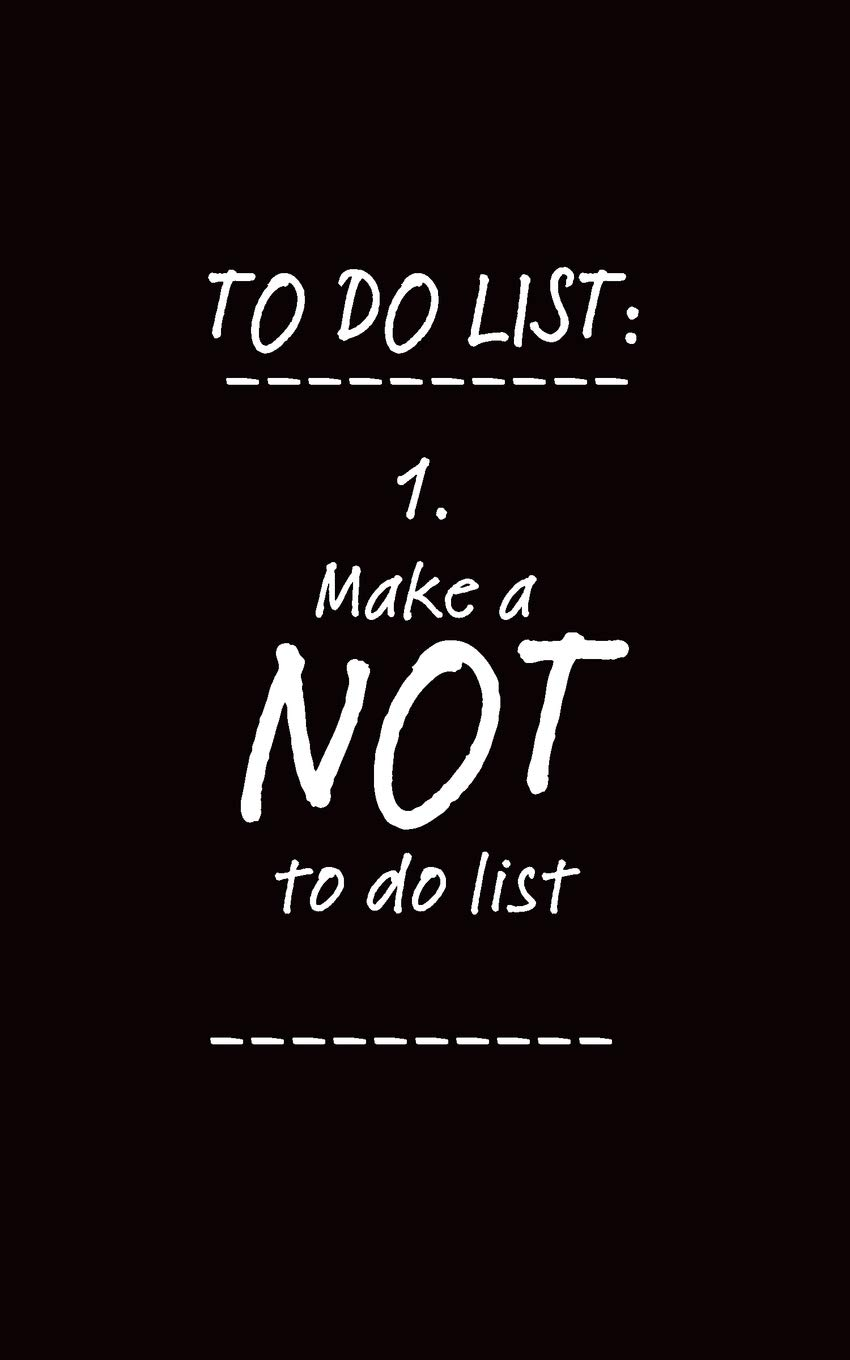 TO DO LIST:
1.
Make a
NOT
to do list